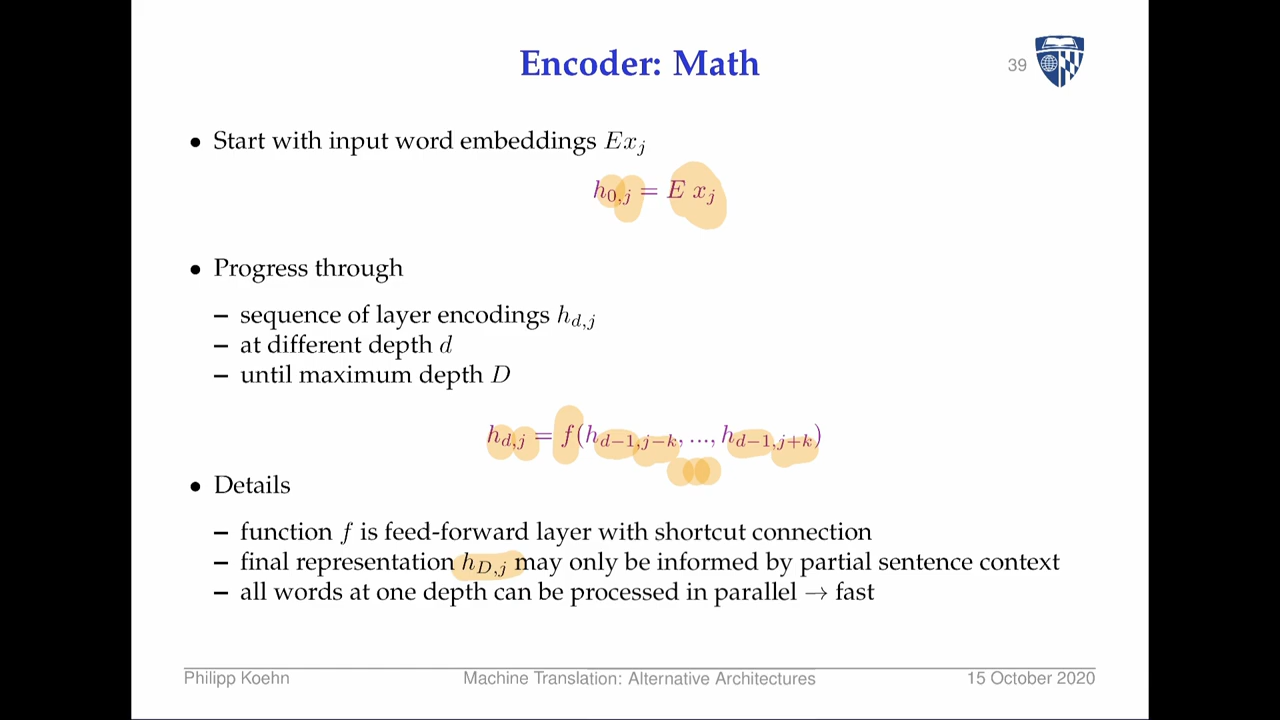 Encoder: Math
39
• Start with input word embeddings Ex_j
h_{0,j} = E x_j
• Progress through
– sequence of layer encodings h_{d,j}
– at different depth d
– until maximum depth D
h_{d,j} = f(h_{d−1,j−k}, ..., h_{d−1,j+k})
• Details
– function f is feed-forward layer with shortcut connection
– final representation h_{D,j} may only be informed by partial sentence context
– all words at one depth can be processed in parallel → fast
Philipp Koehn Machine Translation: Alternative Architectures 15 October 2020